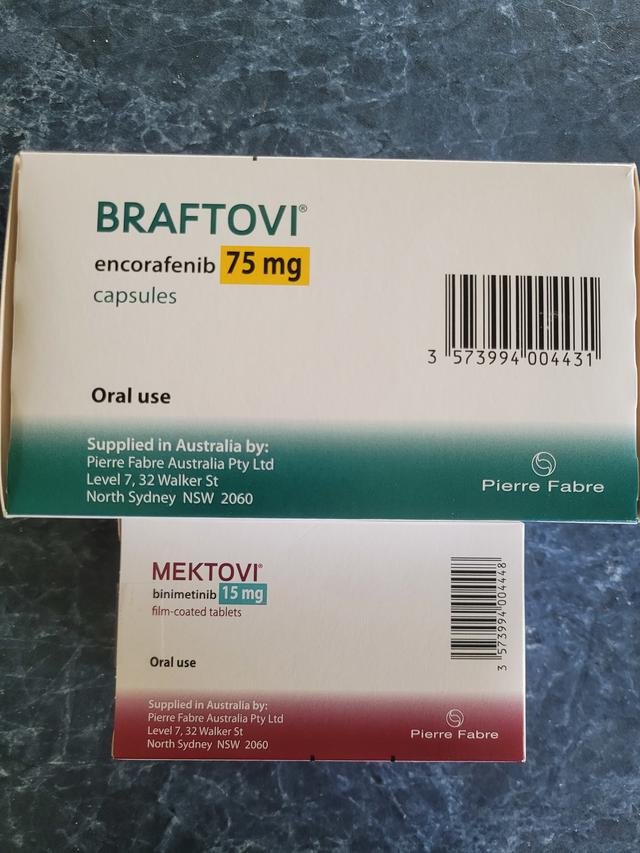 BRAFTOVI®
encorafenib 75 mg
capsules
3 573994 004431
Oral use
Supplied in Australia by:
Pierre Fabre Australia Pty Ltd
Level 7, 32 Walker St
North Sydney NSW 2060
Pierre Fabre
MEKTOVI®
binimetinib 15 mg
film-coated tablets
3 573994 004448
Oral use
Supplied in Australia by:
Pierre Fabre Australia Pty Ltd
Level 7, 32 Walker St
North Sydney NSW 2060
Pierre Fabre